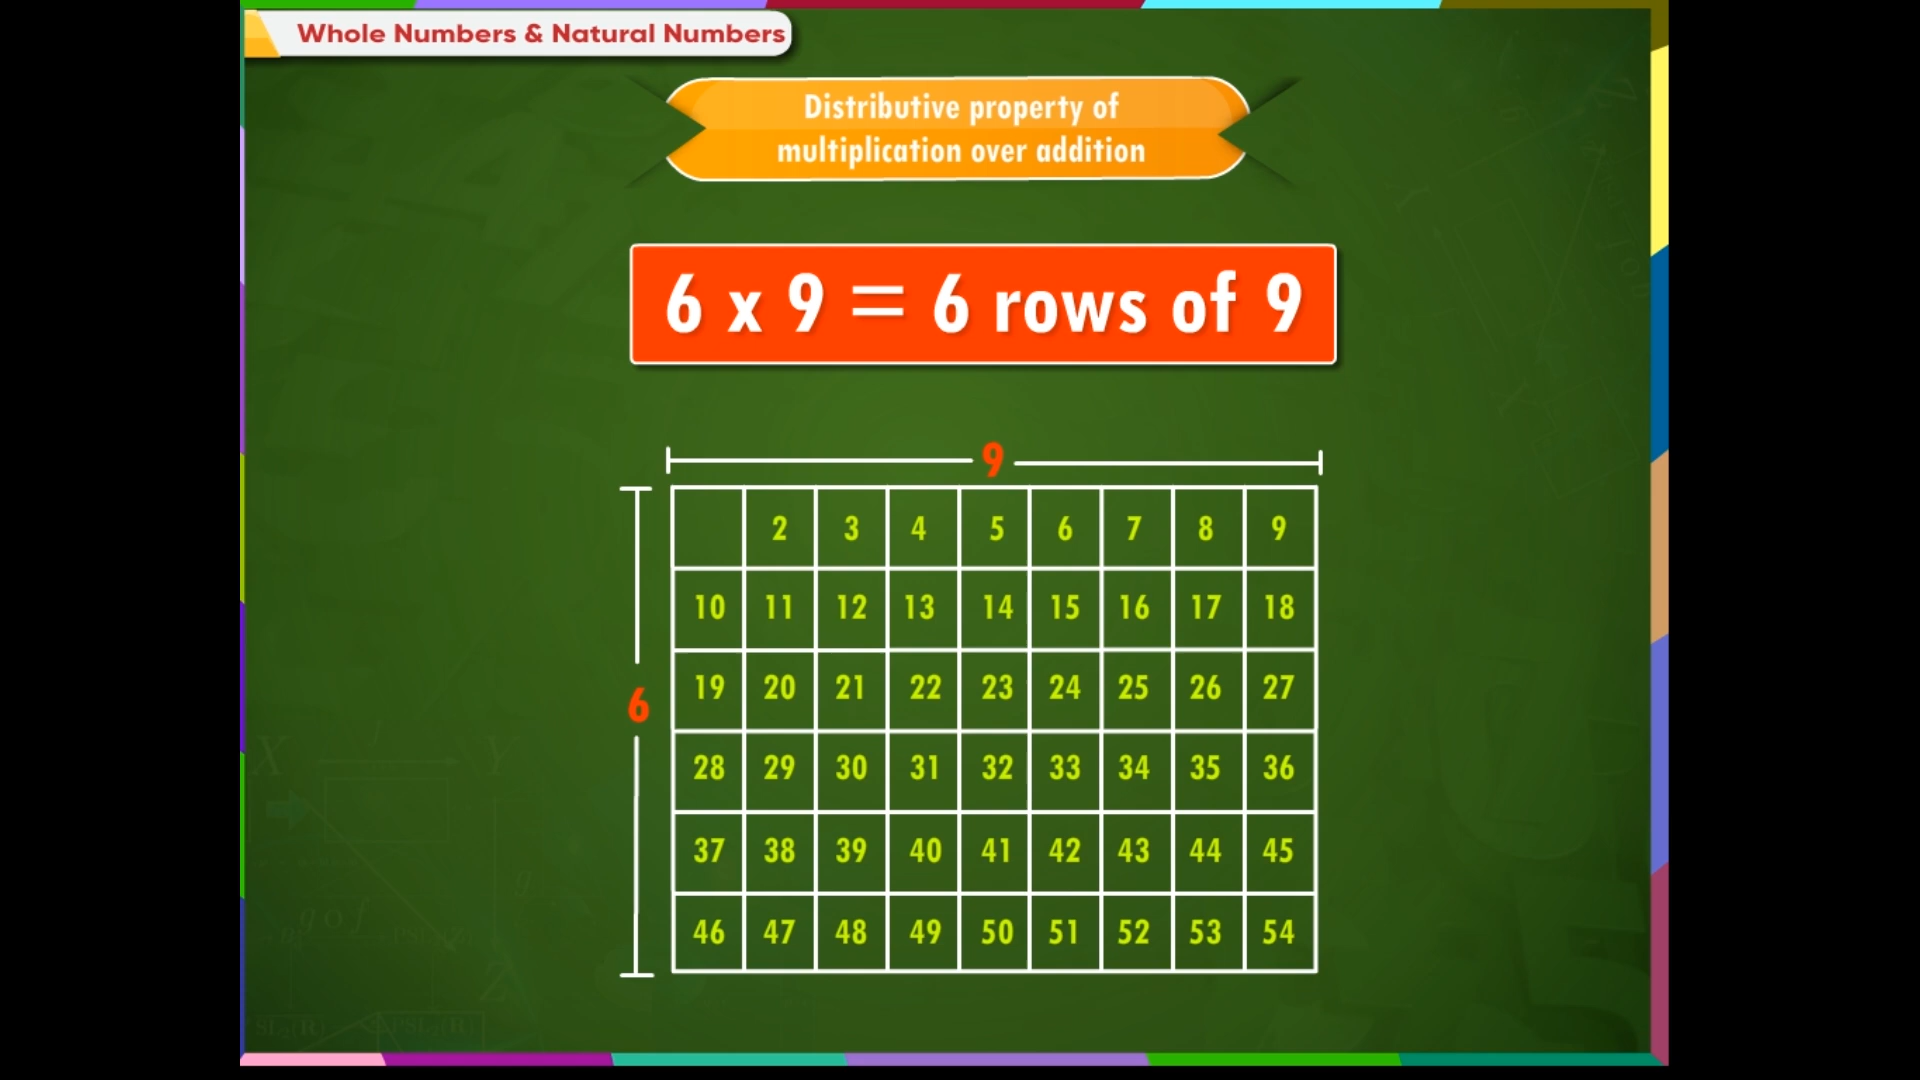 Whole Numbers & Natural Numbers
Distributive property of
multiplication over addition
6 x 9 = 6 rows of 9
9
6
2 3 4 5 6 7 8 9
10 11 12 13 14 15 16 17 18
19 20 21 22 23 24 25 26 27
28 29 30 31 32 33 34 35 36
37 38 39 40 41 42 43 44 45
46 47 48 49 50 51 52 53 54
X Y
g o f
Z